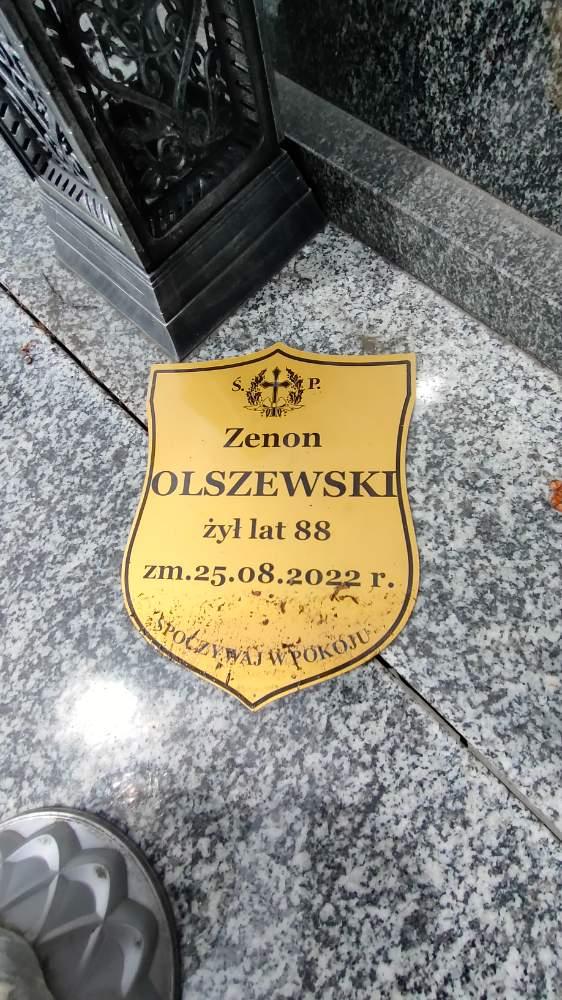 Ś. P.
Zenon
OLSZEWSKI
żył lat 88
zm.25.08.2022 r.
SPOCZYWAJ W POKOJU